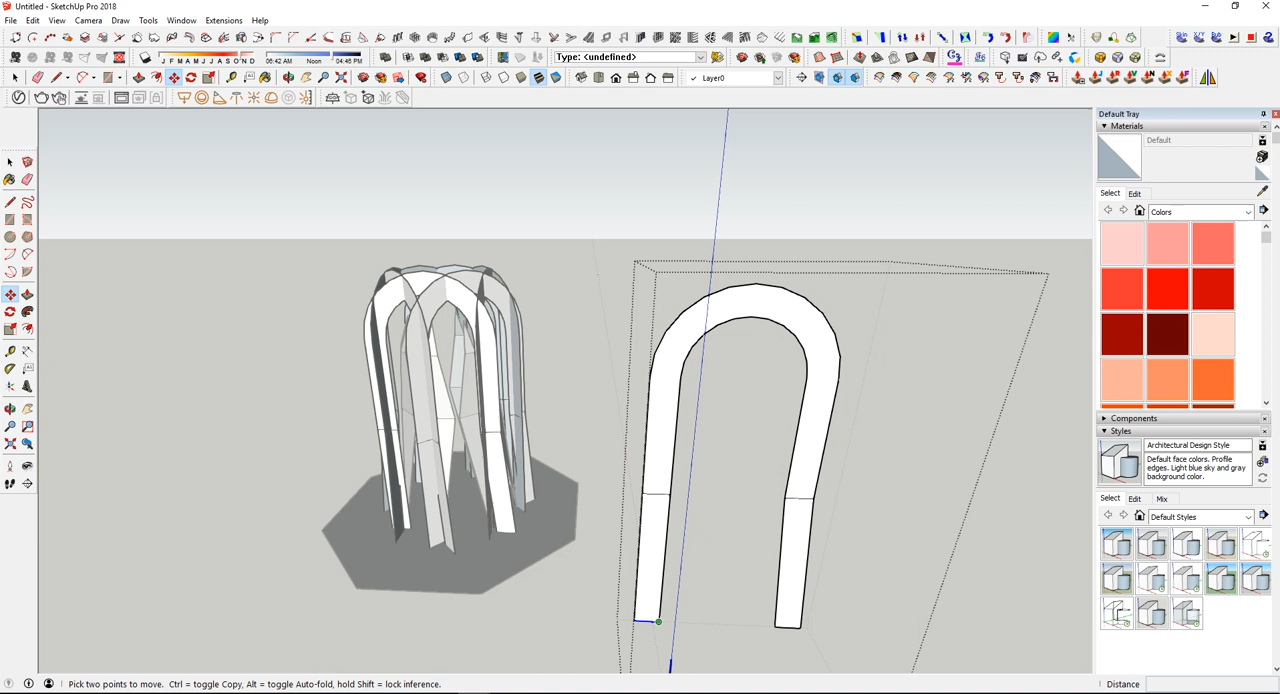 Untitled - SketchUp Pro 2018
File Edit View Camera Draw Tools Window Extensions Help
J F M A M J J A S O N D 06:42 AM Noon 04:46 PM Type: <undefined>
Layer0
Default Tray
Materials
Default
Select Edit
Colors
Components
Styles
Architectural Design Style
Default face colors. Profile
edges. Light blue sky and gray
background color.
Select Edit Mix
Default Styles
Pick two points to move. Ctrl = toggle Copy, Alt = toggle Auto-fold, hold Shift = lock inference.
Distance